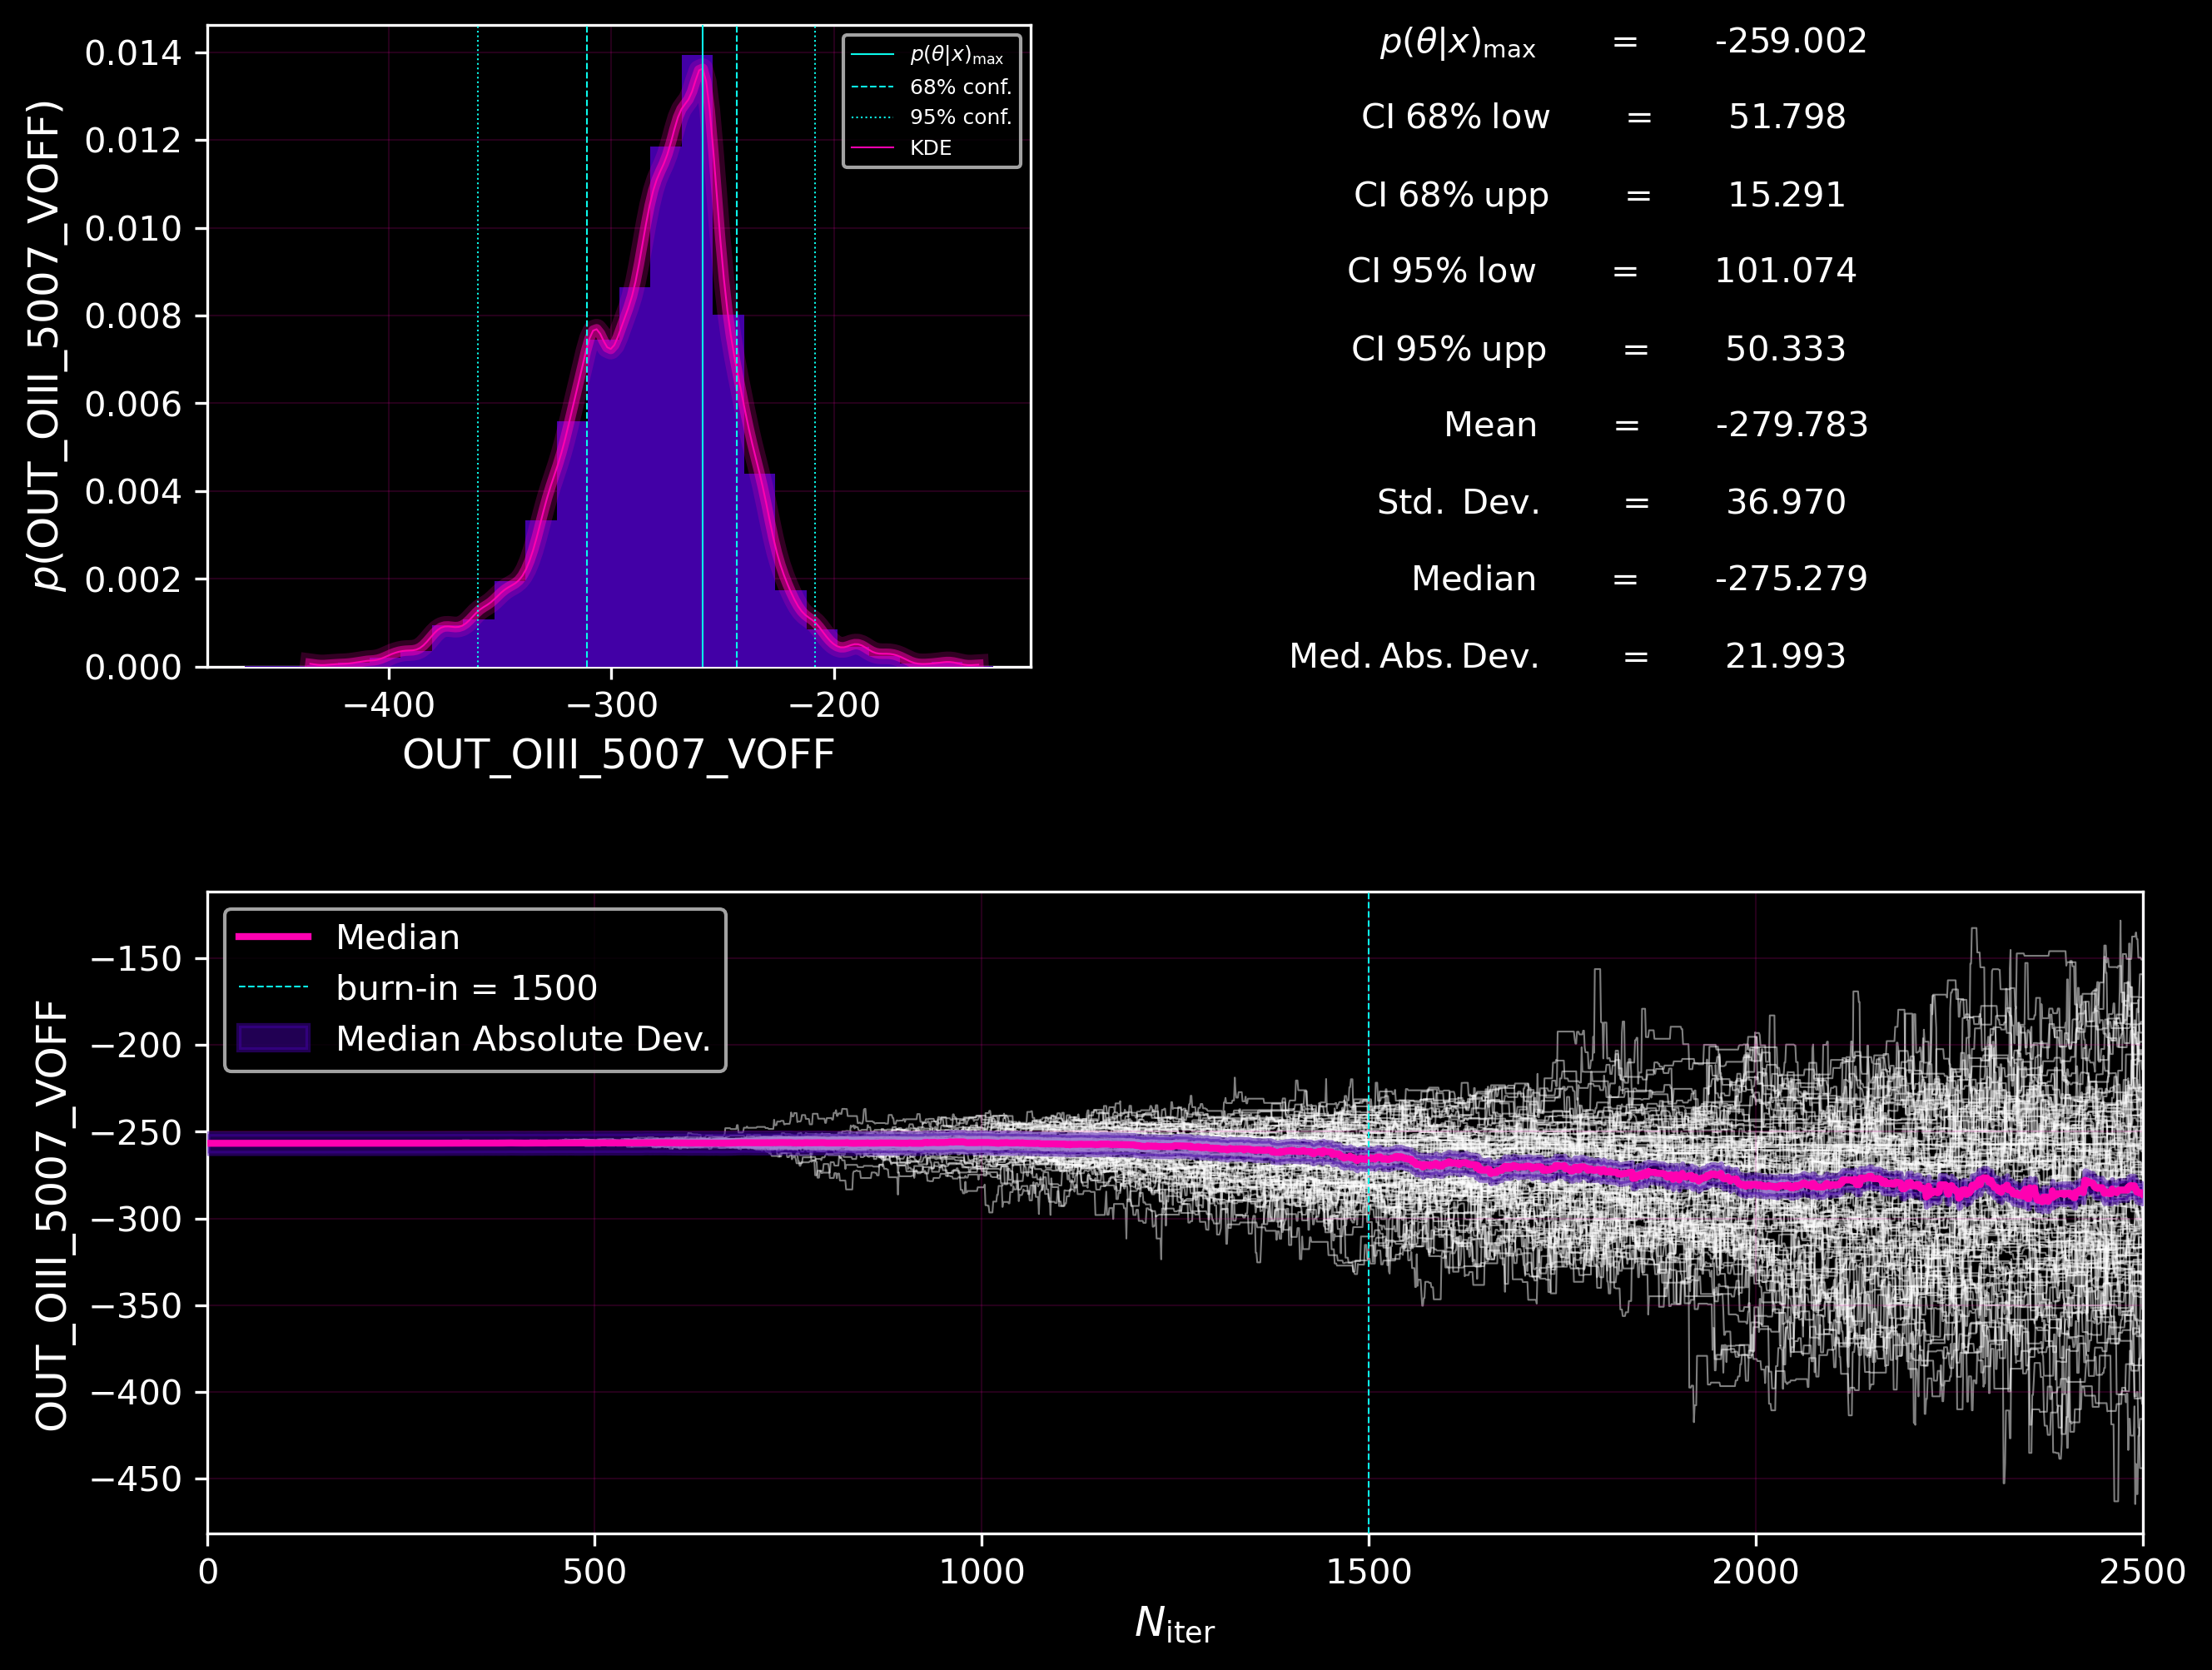 0.014
0.012
0.010
0.008
0.006
0.004
0.002
0.000
p(OUT_OIII_5007_VOFF)
−400 −300 −200
OUT_OIII_5007_VOFF
p(θ|x)max
68% conf.
95% conf.
KDE
p(θ|x)max = -259.002
CI 68% low = 51.798
CI 68% upp = 15.291
CI 95% low = 101.074
CI 95% upp = 50.333
Mean = -279.783
Std. Dev. = 36.970
Median = -275.279
Med. Abs. Dev. = 21.993
Median
burn-in = 1500
Median Absolute Dev.
−150
−200
−250
−300
−350
−400
−450
OUT_OIII_5007_VOFF
0 500 1000 1500 2000 2500
Niter